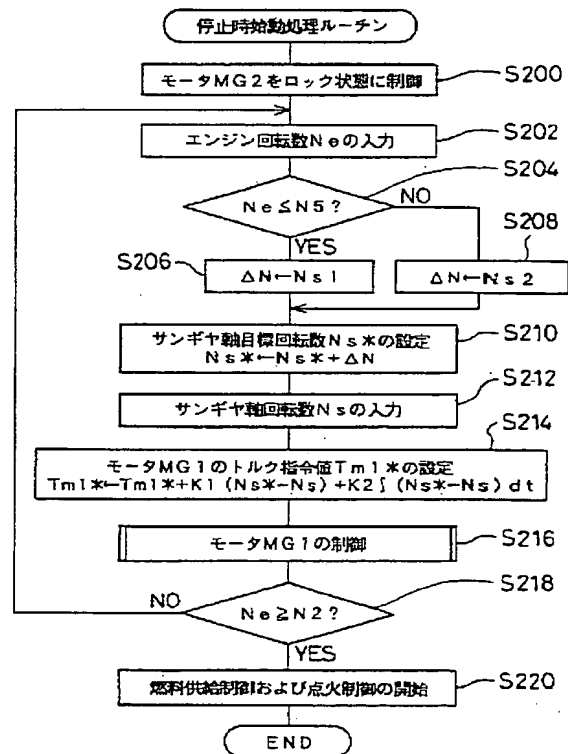 停止時始動処理ルーチン
モータMG2をロック状態に制御
S200
エンジン回転数Neの入力
S202
S204
Ne≦N5?
NO
YES
S206
ΔN←Ns1
S208
ΔN←Ns2
サンギヤ軸目標回転数Ns*の設定
Ns*←Ns*+ΔN
S210
サンギヤ軸回転数Nsの入力
S212
S214
モータMG1のトルク指令値Tm1*の設定
Tm1*←Tm1*+K1(Ns*-Ns)+K2∫(Ns*-Ns)dt
モータMG1の制御
S216
S218
NO
Ne≧N2?
YES
燃料供給制御および点火制御の開始
S220
END